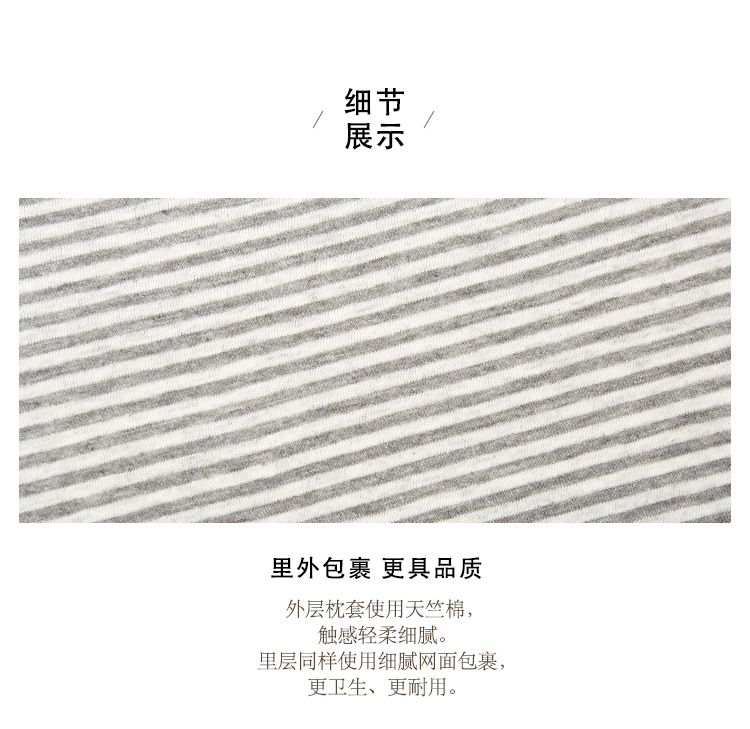 细节
展示
里外包裹 更具品质
外层枕套使用天竺棉，
触感轻柔细腻。
里层同样使用细腻网面包裹，
更卫生、更耐用。